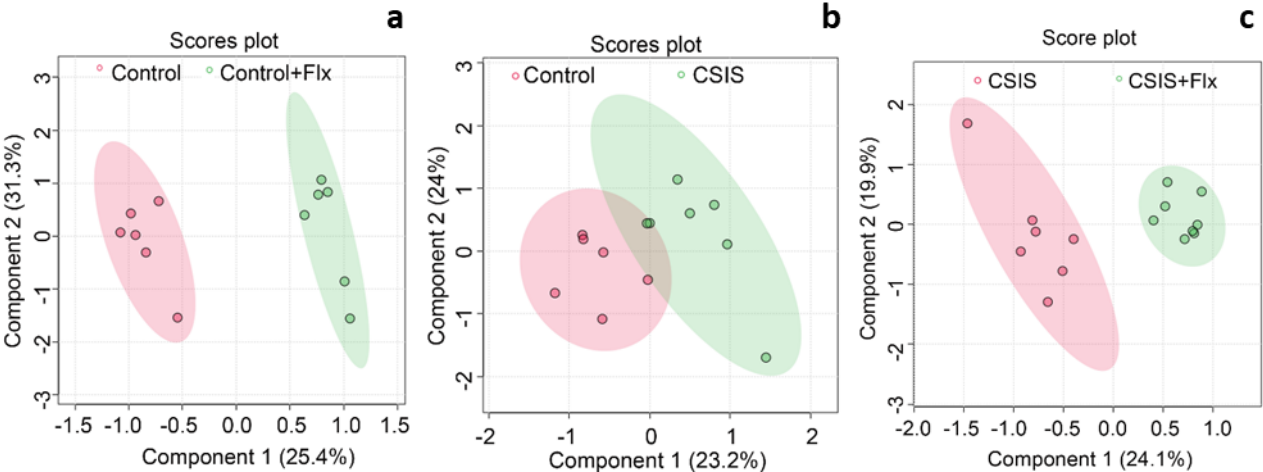 a
Scores plot
Control Control+Flx
3
2
1
0
-1
-2
-3
Component 2 (31.3%)
-1.5 -1.0 -0.5 0.0 0.5 1.0 1.5
Component 1 (25.4%)
b
Scores plot
Control CSIS
3
2
1
0
-1
-2
Component 2 (24%)
-2 -1 0 1 2
Component 1 (23.2%)
c
Score plot
CSIS CSIS+Flx
2
1
0
-1
-2
-3
Component 2 (19.9%)
-2.0 -1.5 -1.0 -0.5 0.0 0.5 1.0
Component 1 (24.1%)